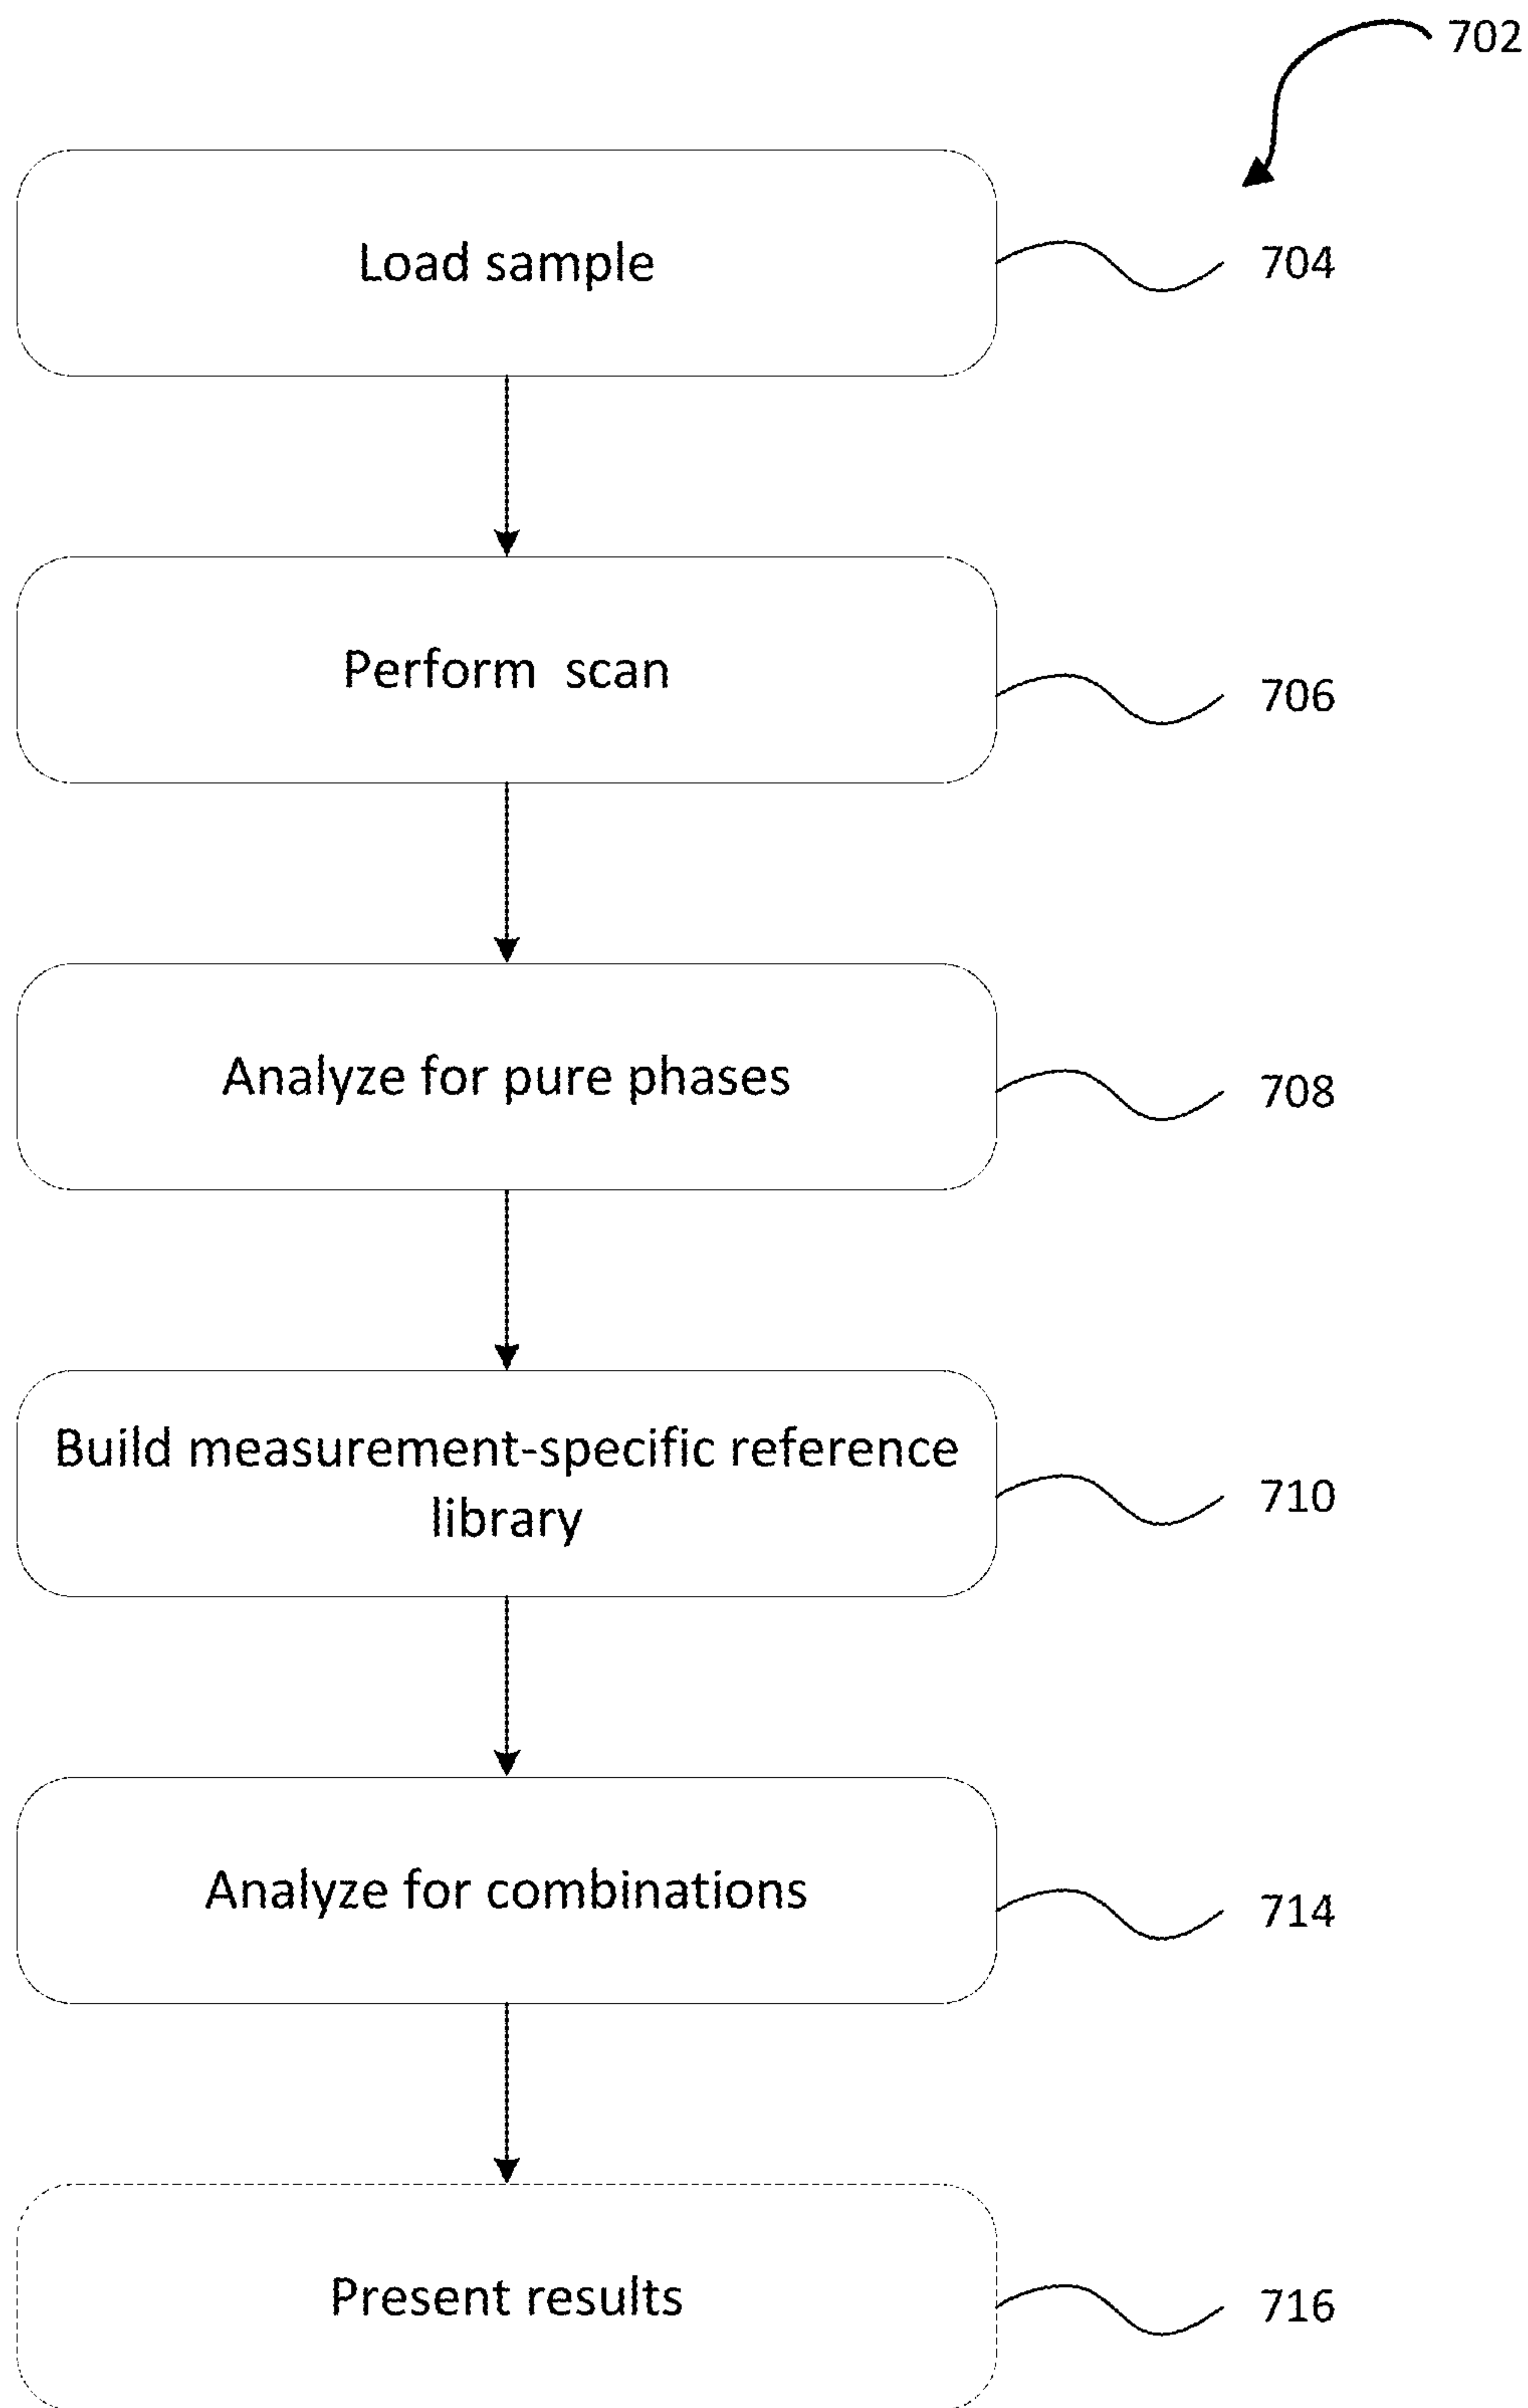 702
Load sample
704
Perform  scan
706
Analyze for pure phases
708
Build measurement-specific reference
library
710
Analyze for combinations
714
Present results
716